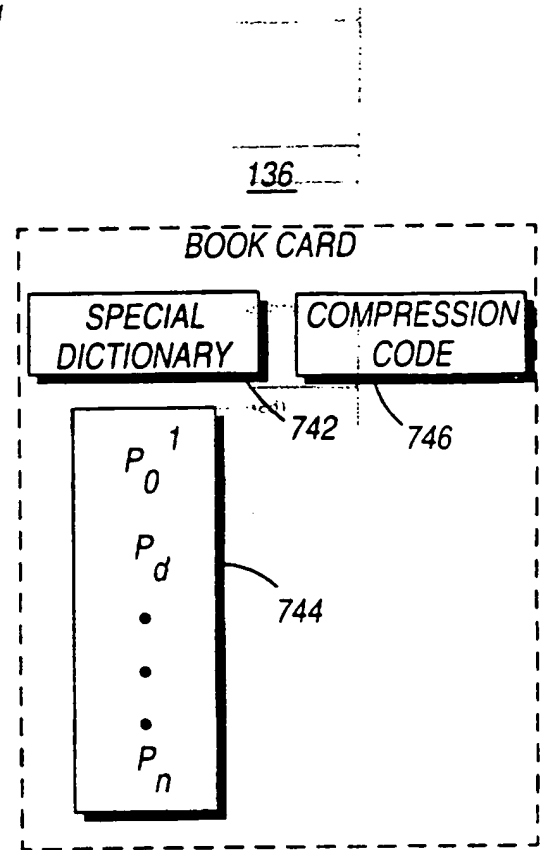 136
BOOK CARD
SPECIAL
DICTIONARY
COMPRESSION
CODE
742
746
P0 1
Pd
744
Pn